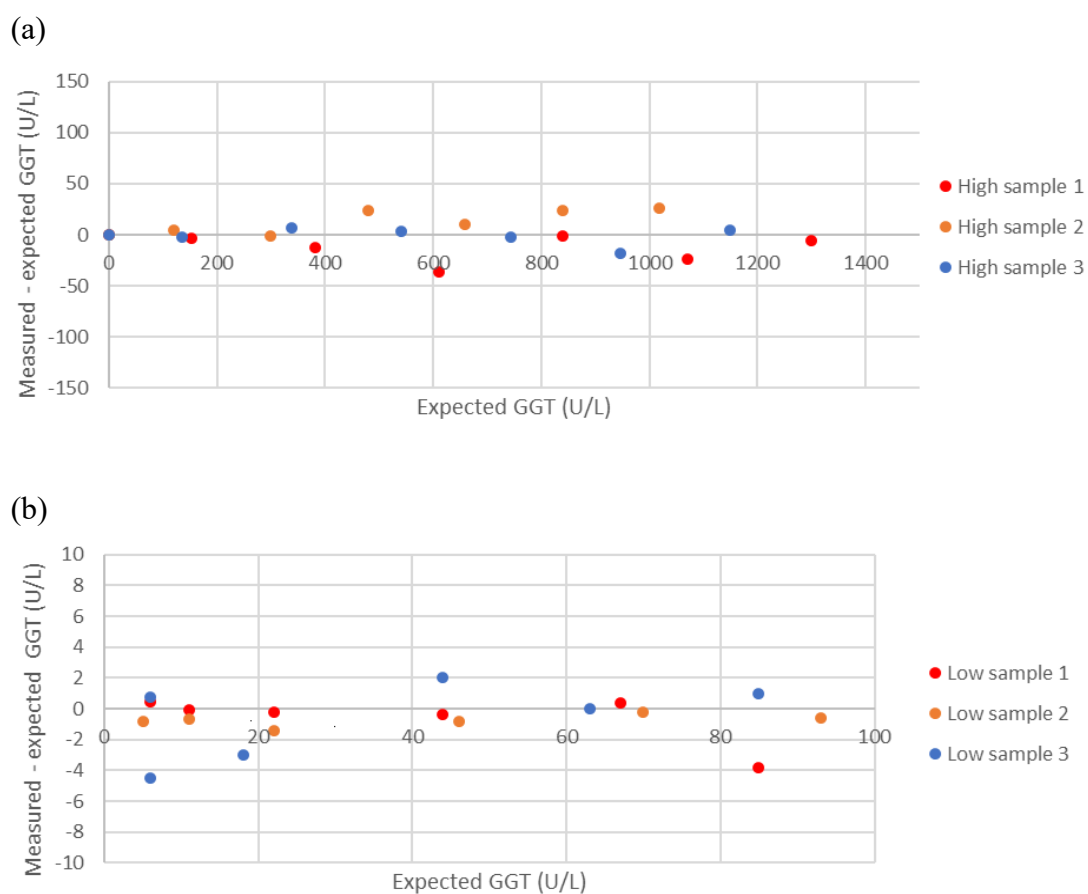 (a)
150
100
50
0
-50
-100
-150
0 200 400 600 800 1000 1200 1400
Measured - expected GGT (U/L)
Expected GGT (U/L)
High sample 1
High sample 2
High sample 3
(b)
10
8
6
4
2
0
-2
-4
-6
-8
-10
0 20 40 60 80 100
Measured - expected GGT (U/L)
Expected GGT (U/L)
Low sample 1
Low sample 2
Low sample 3